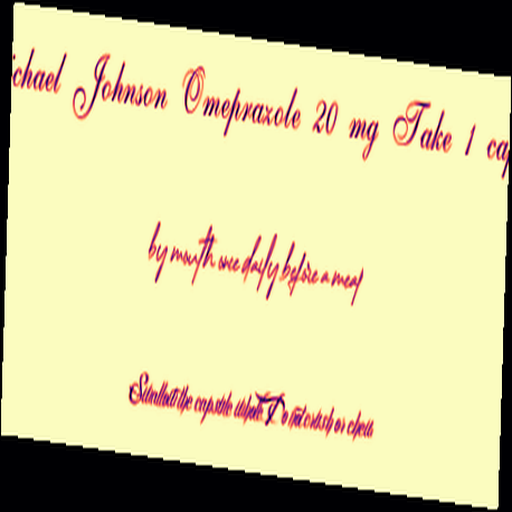 chael Johnson Omeprazole 20 mg Take 1 cap
by mouth once daily before a meal
Swallow the capsule whole. Do not crush or chew